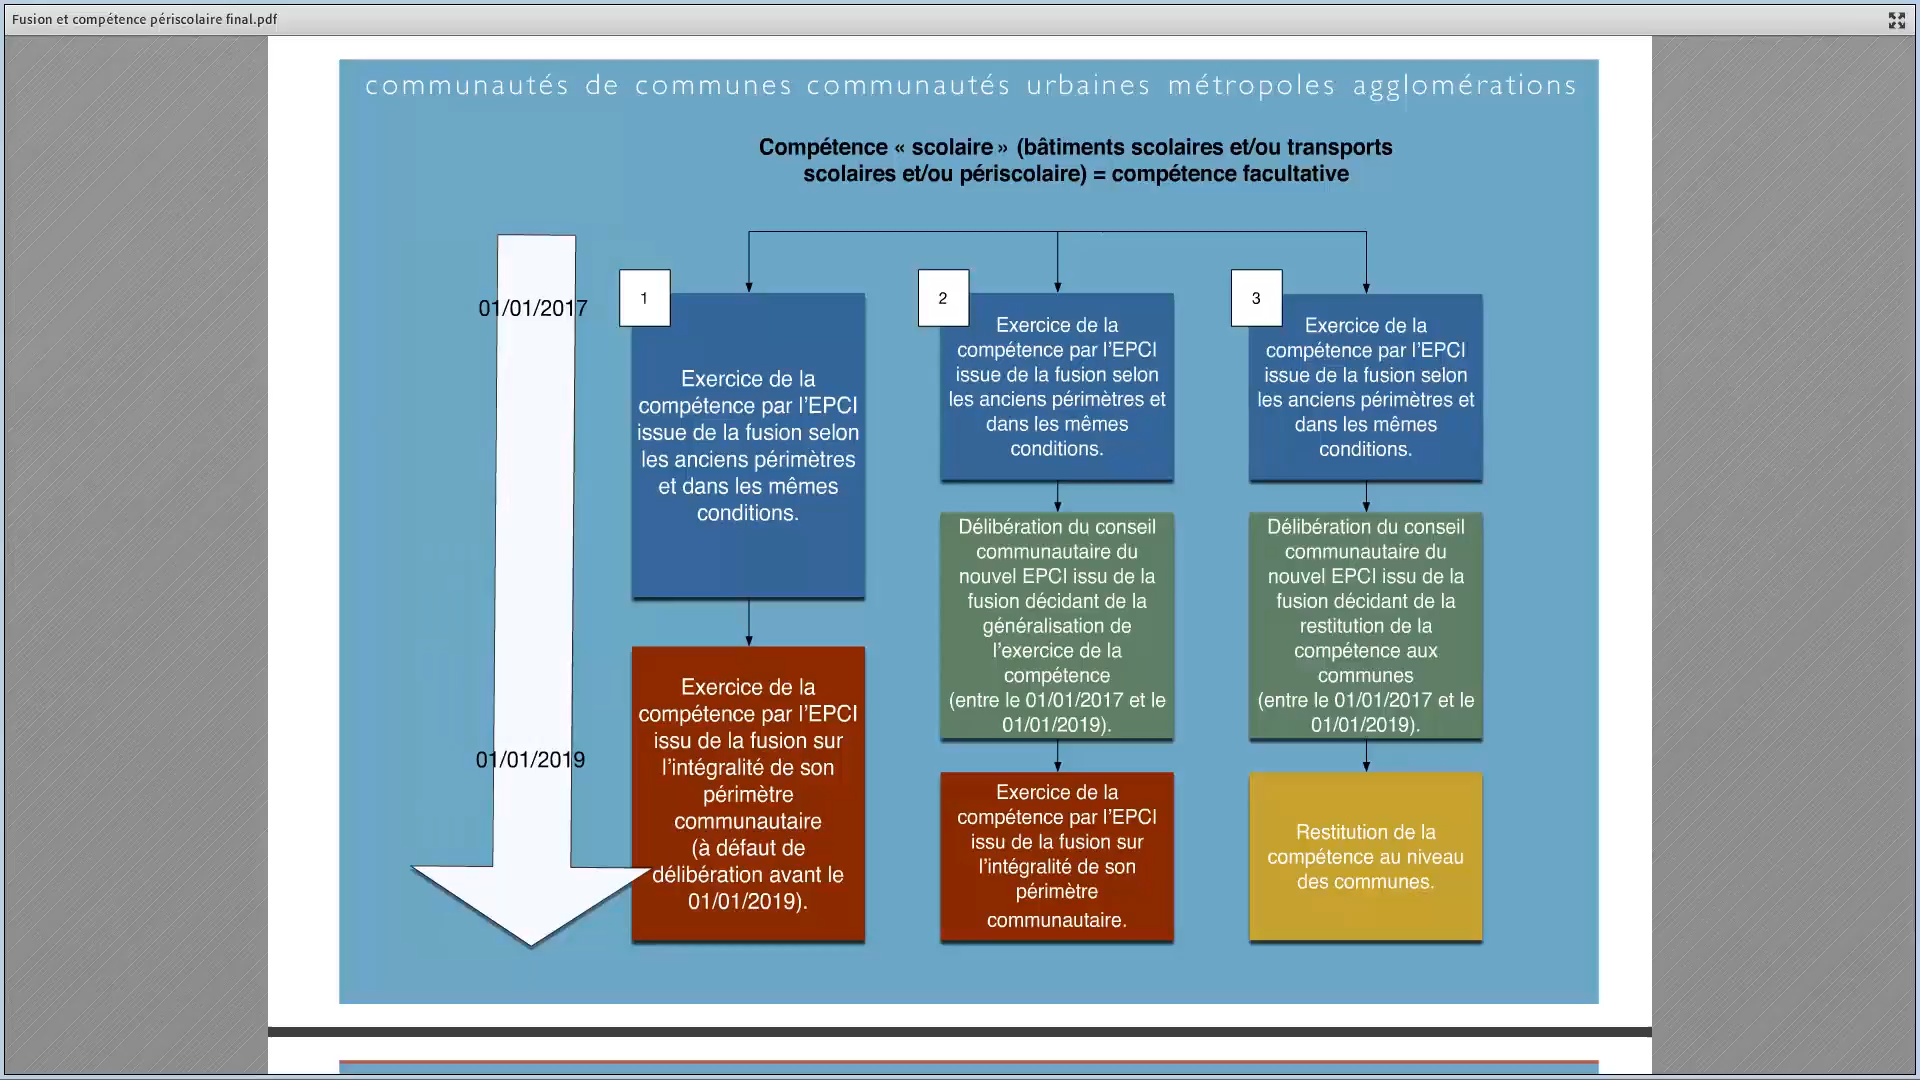 Fusion et compétence périscolaire final.pdf
communautés de communes communautés urbaines métropoles agglomérations
Compétence « scolaire » (bâtiments scolaires et/ou transports
scolaires et/ou périscolaire) = compétence facultative
01/01/2017
01/01/2019
1
Exercice de la
compétence par l’EPCI
issue de la fusion selon
les anciens périmètres
et dans les mêmes
conditions.
Exercice de la
compétence par l’EPCI
issu de la fusion sur
l’intégralité de son
périmètre
communautaire
(à défaut de
délibération avant le
01/01/2019).
2
Exercice de la
compétence par l’EPCI
issue de la fusion selon
les anciens périmètres et
dans les mêmes
conditions.
Délibération du conseil
communautaire du
nouvel EPCI issu de la
fusion décidant de la
généralisation de
l’exercice de la
compétence
(entre le 01/01/2017 et le
01/01/2019).
Exercice de la
compétence par l’EPCI
issu de la fusion sur
l’intégralité de son
périmètre
communautaire.
3
Exercice de la
compétence par l’EPCI
issue de la fusion selon
les anciens périmètres et
dans les mêmes
conditions.
Délibération du conseil
communautaire du
nouvel EPCI issu de la
fusion décidant de la
restitution de la
compétence aux
communes
(entre le 01/01/2017 et le
01/01/2019).
Restitution de la
compétence au niveau
des communes.